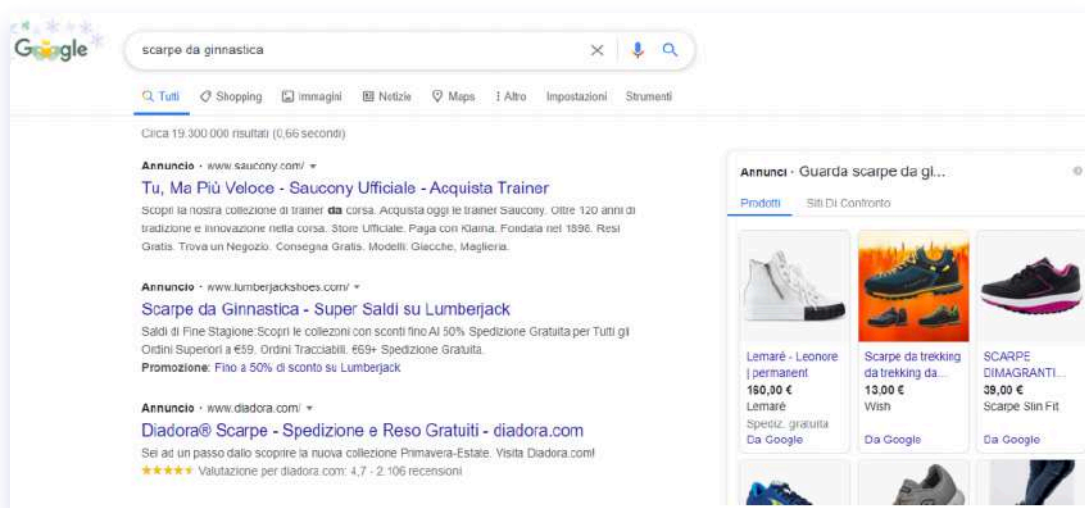 Google
scarpe da ginnastica
Tutti Shopping Immagini Notizie Maps Altro Impostazioni Strumenti
Circa 19.300.000 risultati (0,66 secondi)
Annuncio · www.saucony.com/
Tu, Ma Più Veloce - Saucony Ufficiale - Acquista Trainer
Scopri la nostra collezione di trainer da corsa. Acquista oggi le trainer Saucony. Oltre 120 anni di
tradizione e innovazione nella corsa. Store Ufficiale. Paga con Klarna. Fondata nel 1898. Resi
Gratis. Trova un Negozio. Consegna Gratis. Modelli: Giacche, Maglieria.
Annuncio · www.lumberjackshoes.com/
Scarpe da Ginnastica - Super Saldi su Lumberjack
Saldi di Fine Stagione:Scopri le collezoni con sconti fino Al 50% Spedizione Gratuita per Tutti gli
Ordini Superiori a €59. Ordini Tracciabili. €69+ Spedizione Gratuita.
Promozione: Fino a 50% di sconto su Lumberjack
Annuncio · www.diadora.com/
Diadora® Scarpe - Spedizione e Reso Gratuiti - diadora.com
Sei ad un passo dallo scoprire la nuova collezione Primavera-Estate. Visita Diadora.com!
Valutazione per diadora.com: 4,7 - 2.106 recensioni
Annunci · Guarda scarpe da gi...
Prodotti Siti Di Confronto
Lemaré - Leonore
| permanent
160,00 €
Lemaré
Spediz. gratuita
Da Google
Scarpe da trekking
da trekking da...
13,00 €
Wish
Da Google
SCARPE
DIMAGRANTI...
39,00 €
Scarpe Slin Fit
Da Google